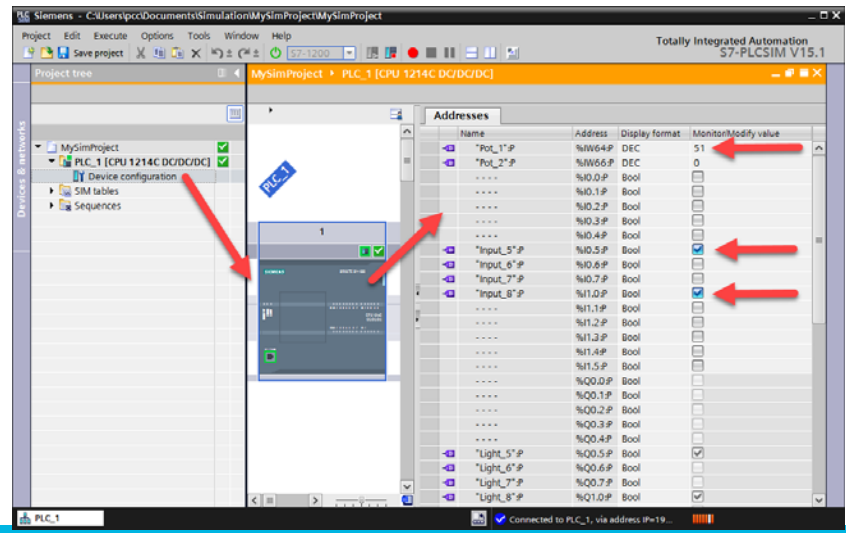 Siemens - C:\Users\pcc\Documents\Simulation\MySimProject\MySimProject
Project Edit Execute Options Tools Window Help
Totally Integrated Automation
S7-PLCSIM V15.1
Save project
S7-1200
Project tree
MySimProject PLC_1 [CPU 1214C DC/DC/DC]
Devices & networks
MySimProject
PLC_1 [CPU 1214C DC/DC/DC]
Device configuration
SIM tables
Sequences
PLC_1
1
SIEMENS
Addresses
Name Address Display format Monitor/Modify value
"Pot_1":P %IW64:P DEC 51
"Pot_2":P %IW66:P DEC 0
---- %I0.0:P Bool
---- %I0.1:P Bool
---- %I0.2:P Bool
---- %I0.3:P Bool
---- %I0.4:P Bool
"Input_5":P %I0.5:P Bool
"Input_6":P %I0.6:P Bool
"Input_7":P %I0.7:P Bool
"Input_8":P %I1.0:P Bool
---- %I1.1:P Bool
---- %I1.2:P Bool
---- %I1.3:P Bool
---- %I1.4:P Bool
---- %I1.5:P Bool
---- %Q0.0:P Bool
---- %Q0.1:P Bool
---- %Q0.2:P Bool
---- %Q0.3:P Bool
---- %Q0.4:P Bool
"Light_5":P %Q0.5:P Bool
"Light_6":P %Q0.6:P Bool
"Light_7":P %Q0.7:P Bool
"Light_8":P %Q1.0:P Bool
PLC_1
Connected to PLC_1, via address IP=19...